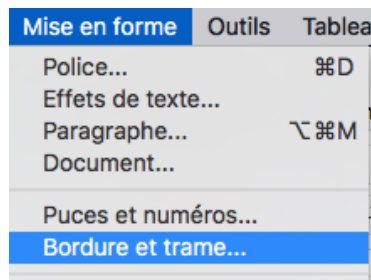 Mise en forme Outils Tablea
Police... ⌘D
Effets de texte...
Paragraphe... ⌥⌘M
Document...
Puces et numéros...
Bordure et trame...